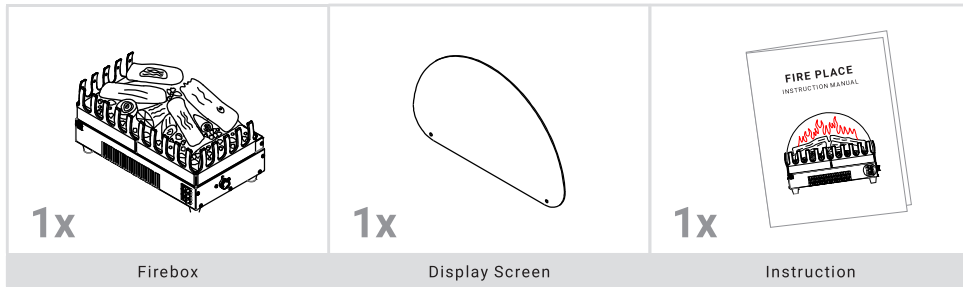 FIRE PLACE
INSTRUCTION MANUAL
1x
1x
1x
Firebox
Display Screen
Instruction